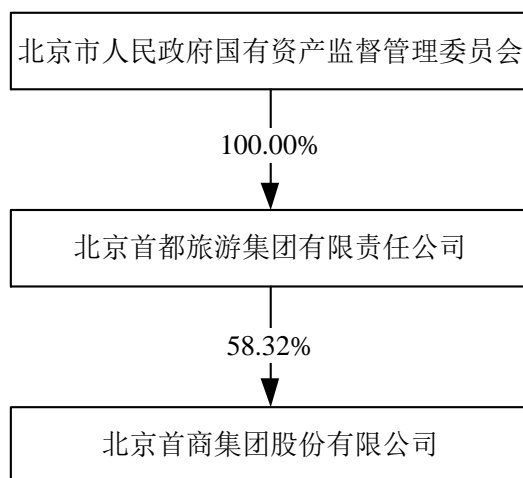 北京市人民政府国有资产监督管理委员会
100.00%
北京首都旅游集团有限责任公司
58.32%
北京首商集团股份有限公司